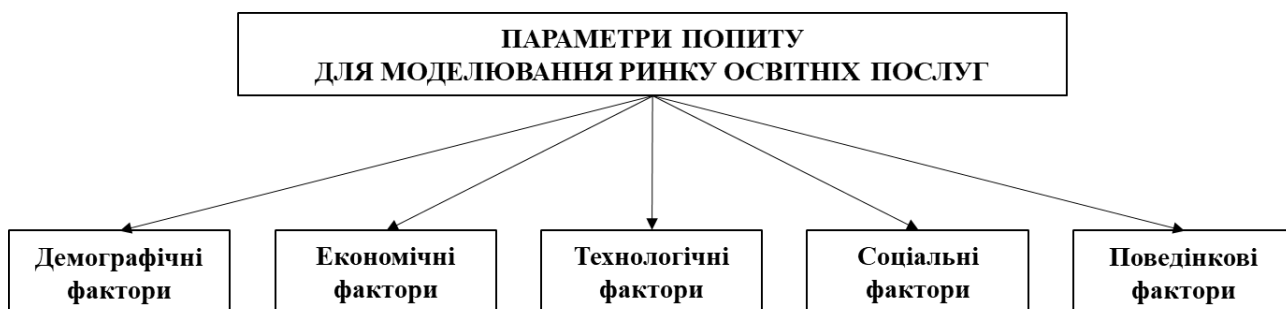 ПАРАМЕТРИ ПОПИТУ
ДЛЯ МОДЕЛЮВАННЯ РИНКУ ОСВІТНІХ ПОСЛУГ
Демографічні
фактори
Економічні
фактори
Технологічні
фактори
Соціальні
фактори
Поведінкові
фактори